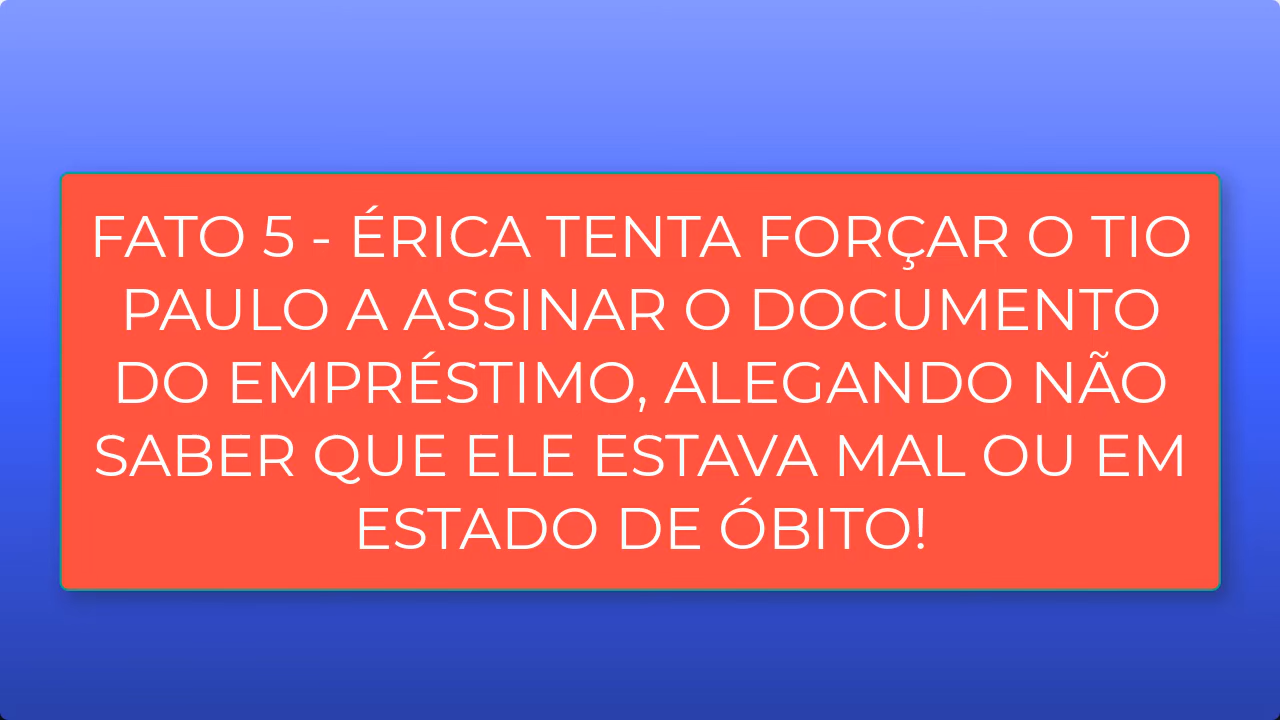 FATO 5 - ÉRICA TENTA FORÇAR O TIO
PAULO A ASSINAR O DOCUMENTO
DO EMPRÉSTIMO, ALEGANDO NÃO
SABER QUE ELE ESTAVA MAL OU EM
ESTADO DE ÓBITO!